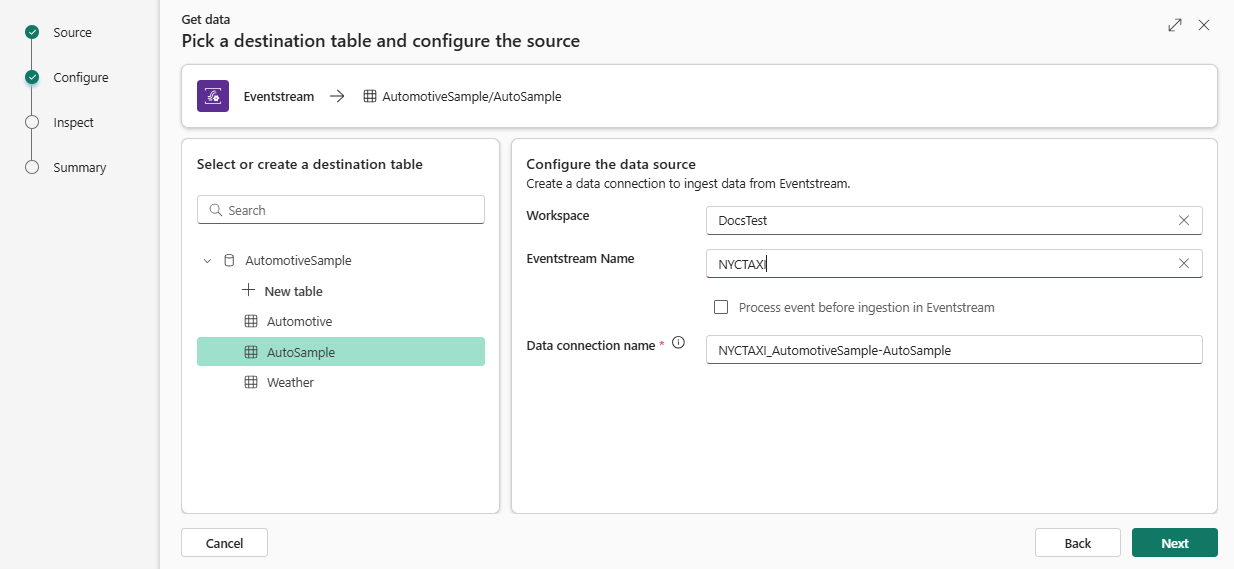 Source
Configure
Inspect
Summary
Get data
Pick a destination table and configure the source
Eventstream → AutomotiveSample/AutoSample
Select or create a destination table
Search
AutomotiveSample
New table
Automotive
AutoSample
Weather
Configure the data source
Create a data connection to ingest data from Eventstream.
Workspace DocsTest
Eventstream Name NYCTAXI
Process event before ingestion in Eventstream
Data connection name * NYCTAXI_AutomotiveSample-AutoSample
Cancel Back Next